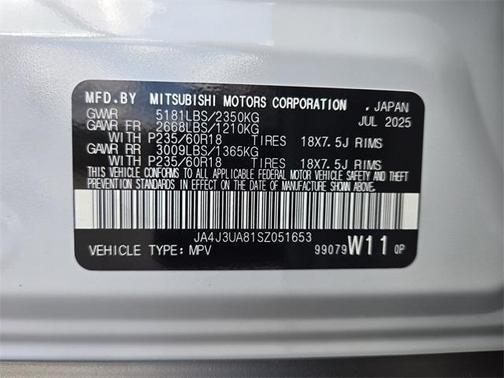 MFD.BY MITSUBISHI MOTORS CORPORATION , JAPAN
GVWR 5181LBS/2350KG JUL 2025
GAWR FR 2668LBS/1210KG
WITH P235/60R18 TIRES 18X7.5J RIMS
GAWR RR 3009LBS/1365KG
WITH P235/60R18 TIRES 18X7.5J RIMS
THIS VEHICLE CONFORMS TO ALL APPLICABLE FEDERAL MOTOR VEHICLE SAFETY AND THEFT PREVENTION STANDARDS IN EFFECT ON THE DATE OF MANUFACTURE SHOWN ABOVE.
JA4J3UA81SZ051653
VEHICLE TYPE: MPV 99079 W11 0P